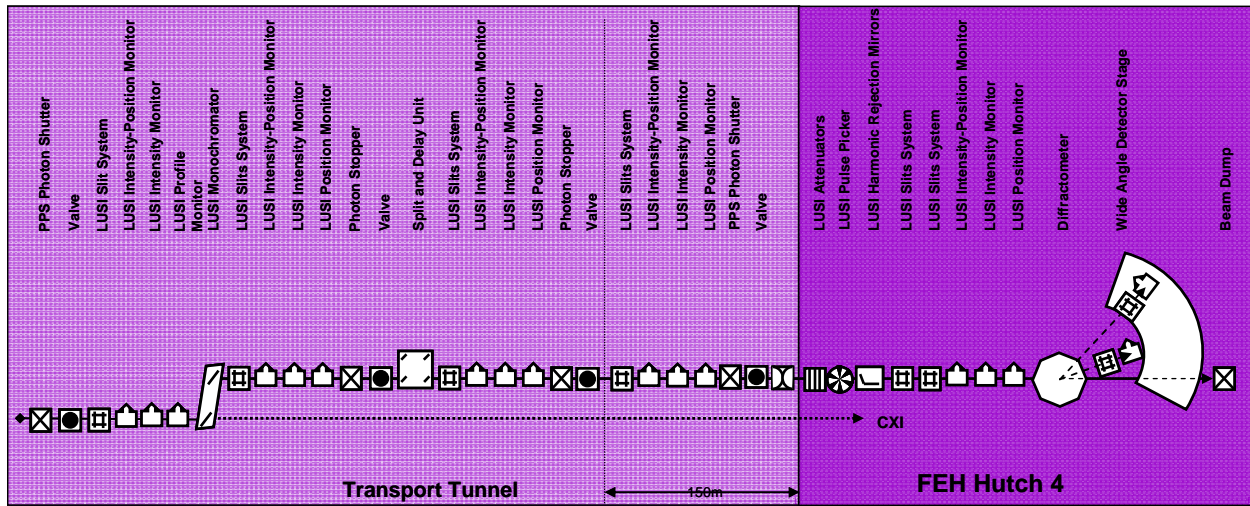 PPS Photon Shutter
Valve
LUSI Slit System
LUSI Intensity-Position Monitor
LUSI Intensity Monitor
LUSI Profile
Monitor
LUSI Monochromator
LUSI Slits System
LUSI Intensity-Position Monitor
LUSI Intensity Monitor
LUSI Position Monitor
Photon Stopper
Valve
Split and Delay Unit
LUSI Slits System
LUSI Intensity-Position Monitor
LUSI Intensity Monitor
LUSI Position Monitor
Photon Stopper
Valve
LUSI Slits System
LUSI Intensity-Position Monitor
LUSI Intensity Monitor
LUSI Position Monitor
PPS Photon Shutter
Valve
LUSI Attenuators
LUSI Pulse Picker
LUSI Harmonic Rejection Mirrors
LUSI Slits System
LUSI Slits System
LUSI Intensity-Position Monitor
LUSI Intensity Monitor
LUSI Position Monitor
Diffractometer
Wide Angle Detector Stage
Beam Dump
CXI
Transport Tunnel
150m
FEH Hutch 4